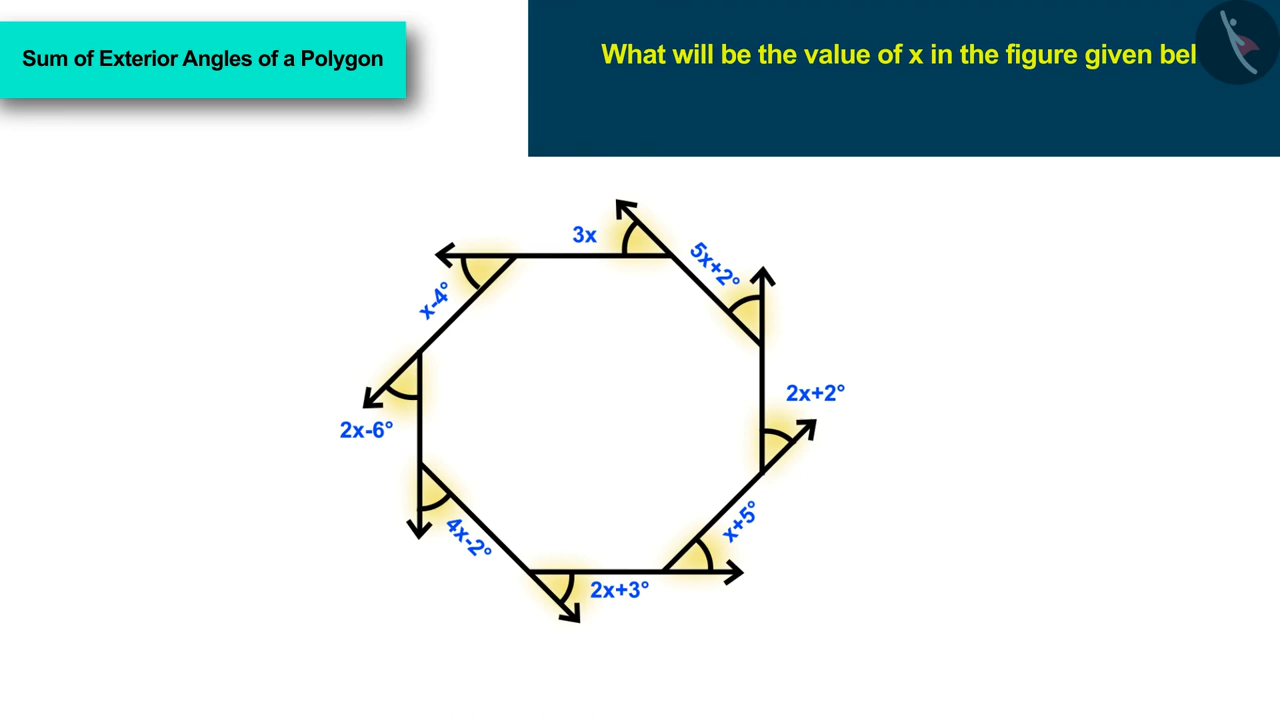 Sum of Exterior Angles of a Polygon
What will be the value of x in the figure given bel
3x
5x+2°
x-4°
2x+2°
2x-6°
x+5°
4x-2°
2x+3°